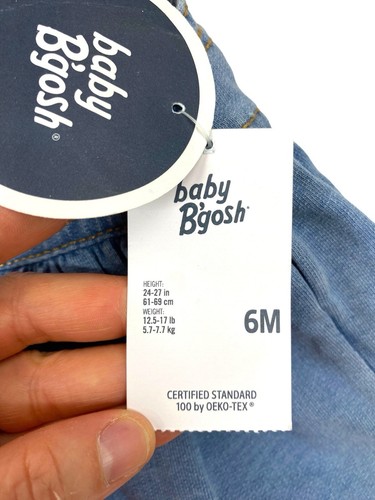 baby
B'gosh®
baby
B'gosh®
HEIGHT:
24-27 in
61-69 cm
WEIGHT:
12.5-17 lb
5.7-7.7 kg
6M
CERTIFIED STANDARD
100 by OEKO-TEX®